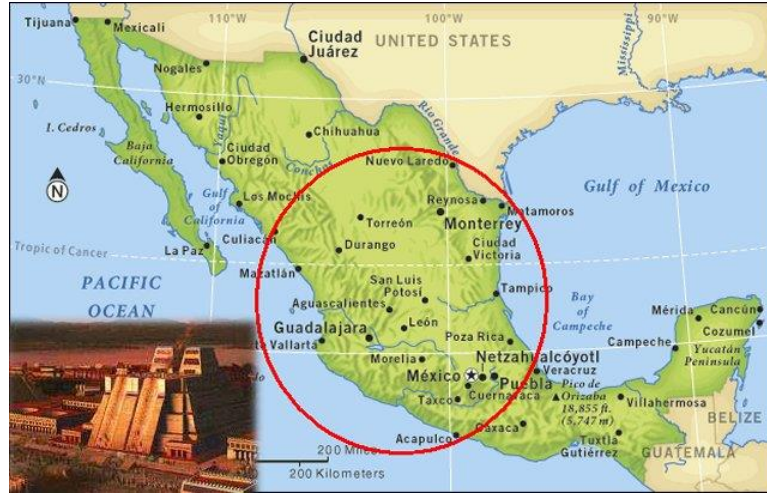 110°W
100°W
90°W
Tijuana
Mexicali
Ciudad
Juárez
UNITED STATES
Mississippi
Nogales
30°N
Hermosillo
I. Cedros
Yaqui
Rio Grande
Chihuahua
Baja
California
Ciudad
Obregón
Conchos
Nuevo Laredo
N
Gulf
of
California
Los Mochis
Reynosa
Matamoros
Gulf of Mexico
Torreón
Monterrey
Culiacán
Tropic of Cancer
La Paz
Durango
Ciudad
Victoria
PACIFIC
OCEAN
Mazatlán
San Luis
Potosí
Tampico
Bay
of
Campeche
Aguascalientes
Mérida
Cancún
Cozumel
Guadalajara
León
Poza Rica
Vallarta
Campeche
Yucatán
Peninsula
Morelia
Netzahualcóyotl
México
Puebla
Veracruz
Cuernavaca
Pico de
Orizaba
18,855 ft.
(5,747 m)
Villahermosa
Taxco
BELIZE
Acapulco
Oaxaca
Tuxtla
Gutiérrez
GUATEMALA
200 Miles
200 Kilometers